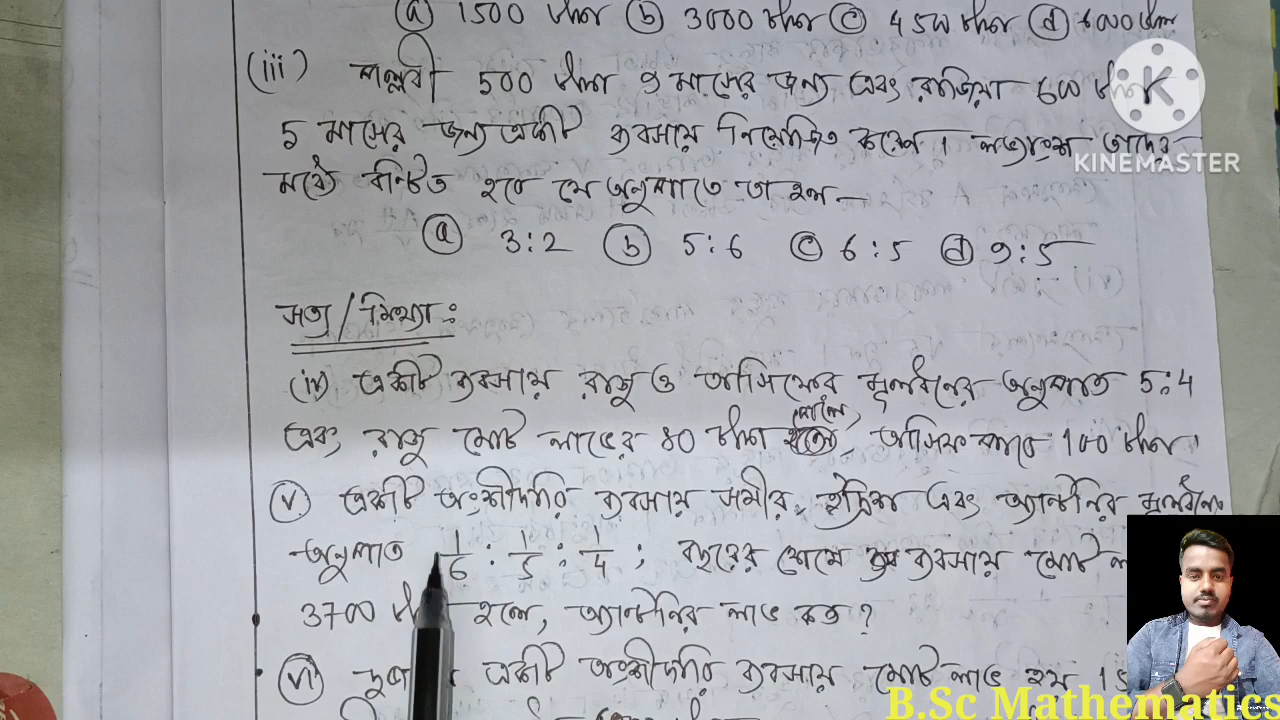 (a) 1500 টাকা (b) 3000 টাকা (c) 4500 টাকা (d) 6000 টাকা
(iii) পল্লবী 500 টাকা 9 মাসের জন্য এবং রাজিয়া 600 টাকা
5 মাসের জন্য একটি ব্যবসায় নিয়োজিত করেন। লভ্যাংশ তাদের
মধ্যে বন্টিত হবে যে অনুপাতে তা হল —
(a) 3:2 (b) 5:6 (c) 6:5 (d) 9:5
সত্য / মিথ্যা :
(iv) একটি ব্যবসায় রাজু ও আসিফের মূলধনের অনুপাত 5:4
এবং রাজু মোট লাভের 80 টাকা পেলে, আসিফ পাবে 100 টাকা।
(v) একটি অংশীদারি ব্যবসায় সমীর, ইদ্রিশ এবং অ্যান্টনির মূলধনের
অনুপাত 1/6 : 1/5 : 1/4 ; বছরের শেষে ব্যবসায় মোট
3700 টাকা হলে, অ্যান্টনির লাভ কত?
(vi) একটি অংশীদারি ব্যবসায় মোট লাভ হয়
KINEMASTER
B.Sc Mathematics